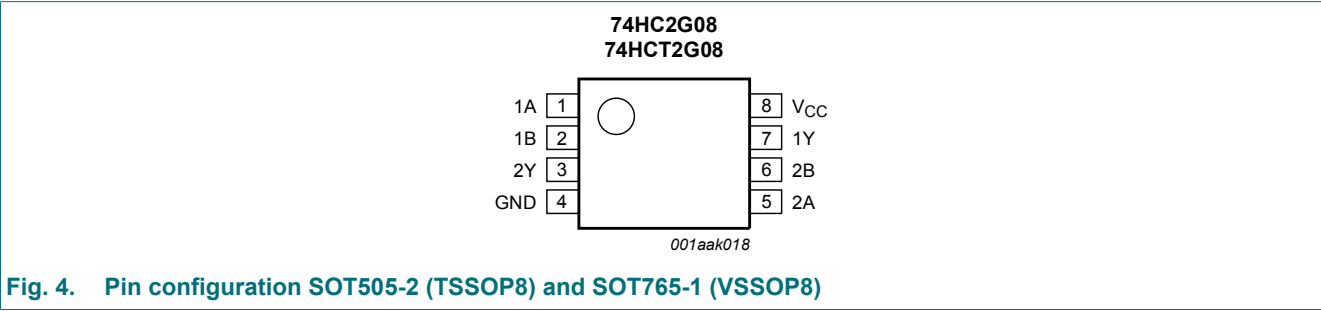 74HC2G08
74HCT2G08
1A 1 8 VCC
1B 2 7 1Y
2Y 3 6 2B
GND 4 5 2A
001aak018
Fig. 4. Pin configuration SOT505-2 (TSSOP8) and SOT765-1 (VSSOP8)